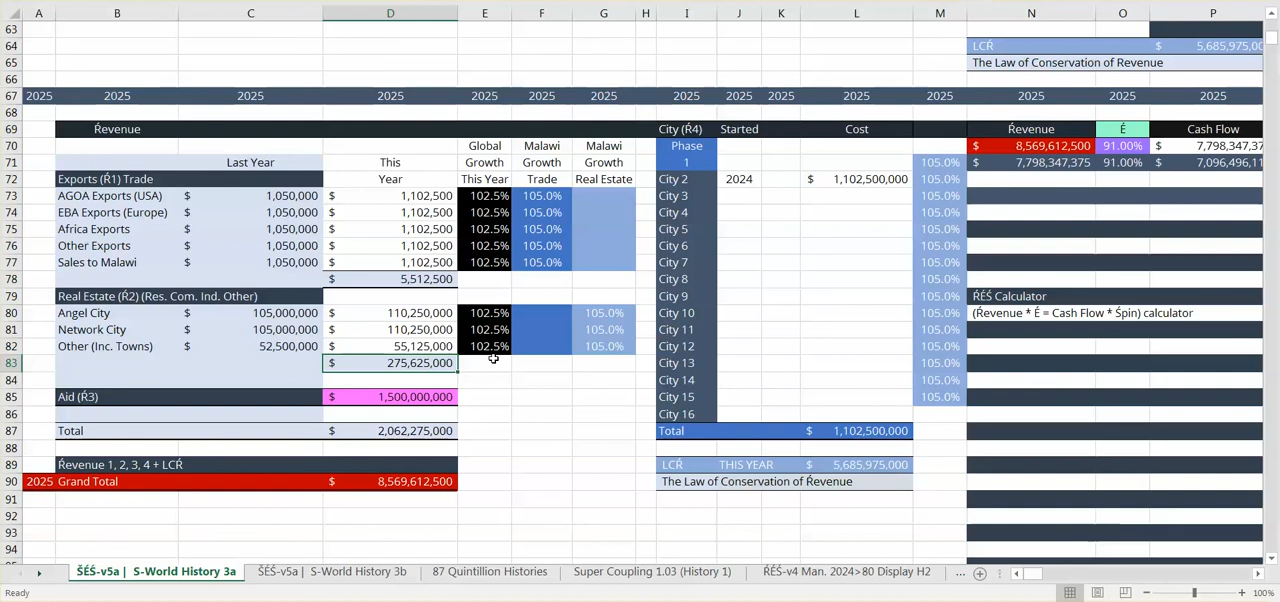 A B C D E F G H I J K L M N O P
63
64 LCŔ $ 5,685,975,00
65 The Law of Conservation of Revenue
66
67 2025 2025 2025 2025 2025 2025 2025 2025 2025 2025 2025 2025 2025 2025 2025
68
69 Ŕevenue City (Ŕ4) Started Cost Ŕevenue É Cash Flow
70 Global Malawi Malawi Phase $ 8,569,612,500 91.00% $ 7,798,347,37
71 Last Year This Growth Growth Growth 1 105.0% $ 7,798,347,375 91.00% $ 7,096,496,11
72 Exports (Ŕ1) Trade Year This Year Trade Real Estate City 2 2024 $ 1,102,500,000 105.0%
73 AGOA Exports (USA) $ 1,050,000 $ 1,102,500 102.5% 105.0% City 3 105.0%
74 EBA Exports (Europe) $ 1,050,000 $ 1,102,500 102.5% 105.0% City 4 105.0%
75 Africa Exports $ 1,050,000 $ 1,102,500 102.5% 105.0% City 5 105.0%
76 Other Exports $ 1,050,000 $ 1,102,500 102.5% 105.0% City 6 105.0%
77 Sales to Malawi $ 1,050,000 $ 1,102,500 102.5% 105.0% City 7 105.0%
78 $ 5,512,500 City 8 105.0%
79 Real Estate (Ŕ2) (Res. Com. Ind. Other) City 9 105.0% ŔÉŚ Calculator
80 Angel City $ 105,000,000 $ 110,250,000 102.5% 105.0% City 10 105.0% (Ŕevenue * É = Cash Flow * Śpin) calculator
81 Network City $ 105,000,000 $ 110,250,000 102.5% 105.0% City 11 105.0%
82 Other (Inc. Towns) $ 52,500,000 $ 55,125,000 102.5% 105.0% City 12 105.0%
83 $ 275,625,000 City 13 105.0%
84 City 14 105.0%
85 Aid (Ŕ3) $ 1,500,000,000 City 15 105.0%
86 City 16
87 Total $ 2,062,275,000 Total $ 1,102,500,000
88
89 Ŕevenue 1, 2, 3, 4 + LCŔ LCŔ THIS YEAR $ 5,685,975,000
90 2025 Grand Total $ 8,569,612,500 The Law of Conservation of Ŕevenue
91
92
93
94
ŠÉŚ-v5a | S-World History 3a ŠÉŚ-v5a | S-World History 3b 87 Quintillion Histories Super Coupling 1.03 (History 1) ŔÉŚ-v4 Man. 2024>80 Display H2 ...
Ready 100%